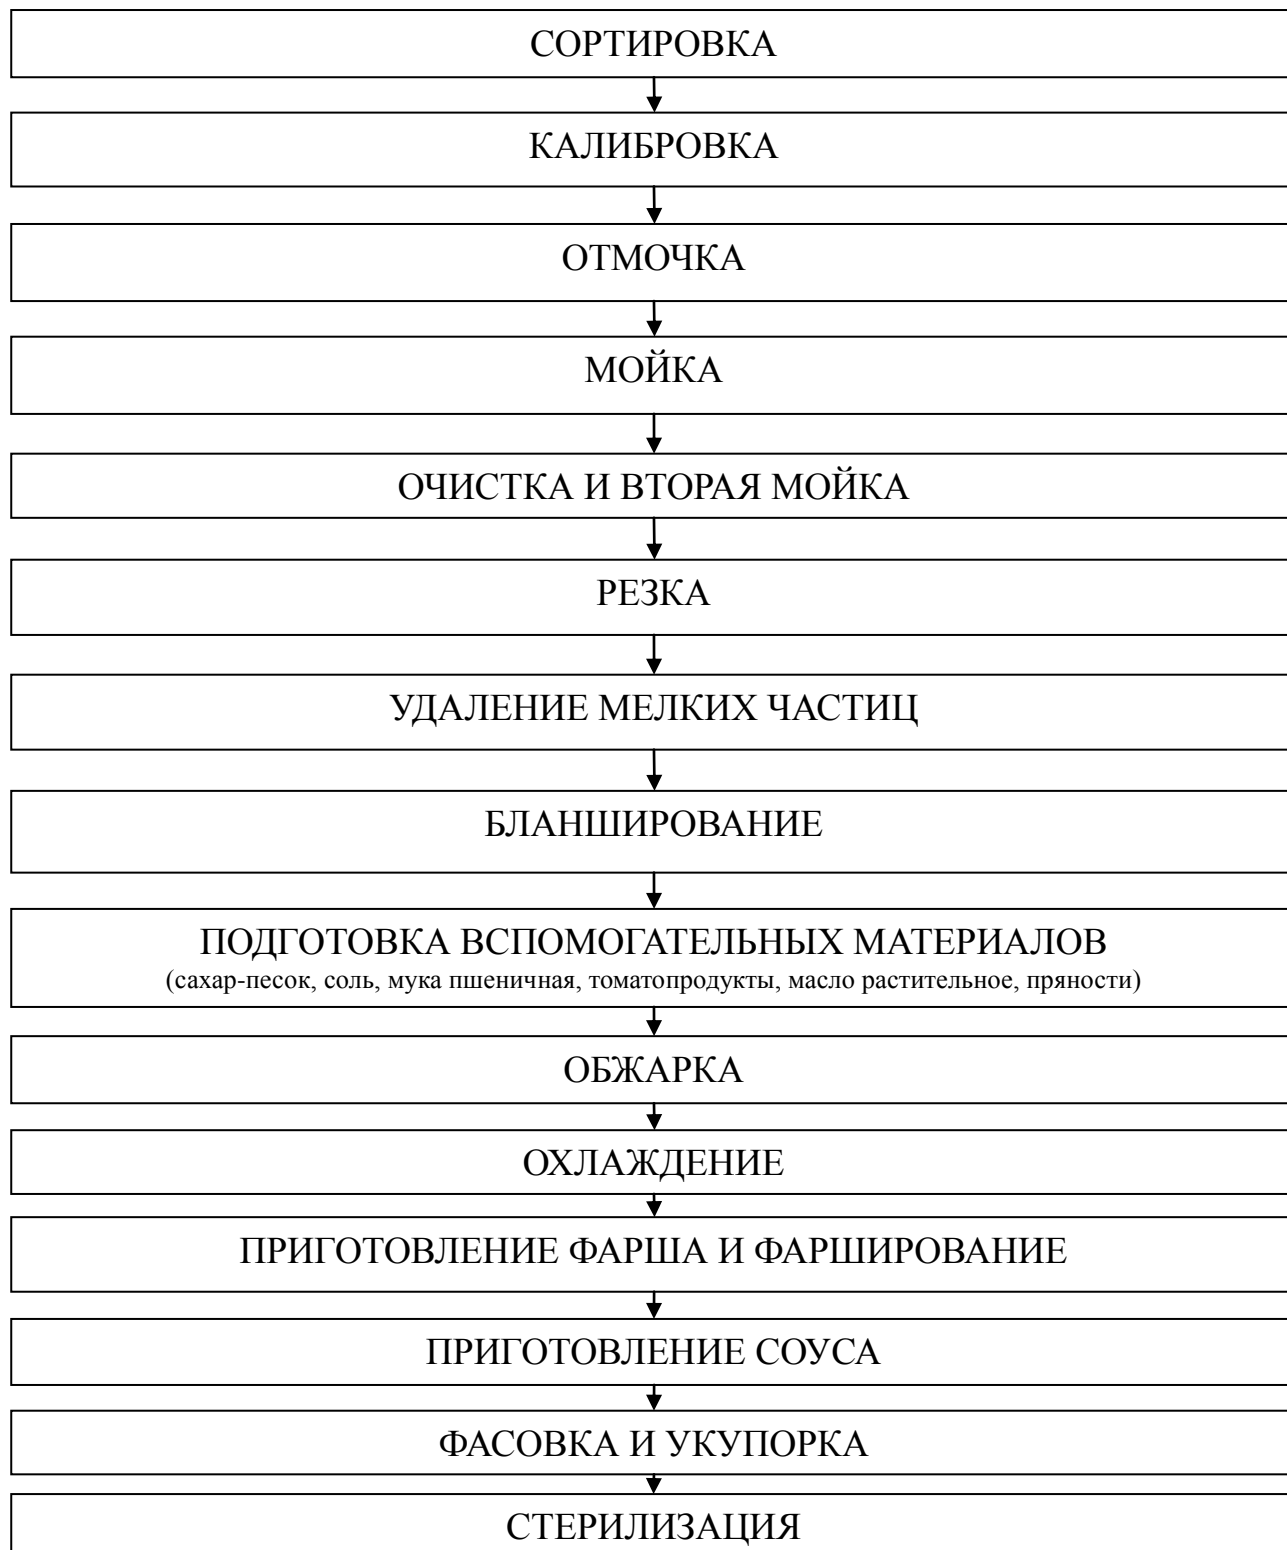 СОРТИРОВКА
КАЛИБРОВКА
ОТМОЧКА
МОЙКА
ОЧИСТКА И ВТОРАЯ МОЙКА
РЕЗКА
УДАЛЕНИЕ МЕЛКИХ ЧАСТИЦ
БЛАНШИРОВАНИЕ
ПОДГОТОВКА ВСПОМОГАТЕЛЬНЫХ МАТЕРИАЛОВ
(сахар-песок, соль, мука пшеничная, томатопродукты, масло растительное, пряности)
ОБЖАРКА
ОХЛАЖДЕНИЕ
ПРИГОТОВЛЕНИЕ ФАРША И ФАРШИРОВАНИЕ
ПРИГОТОВЛЕНИЕ СОУСА
ФАСОВКА И УКУПОРКА
СТЕРИЛИЗАЦИЯ